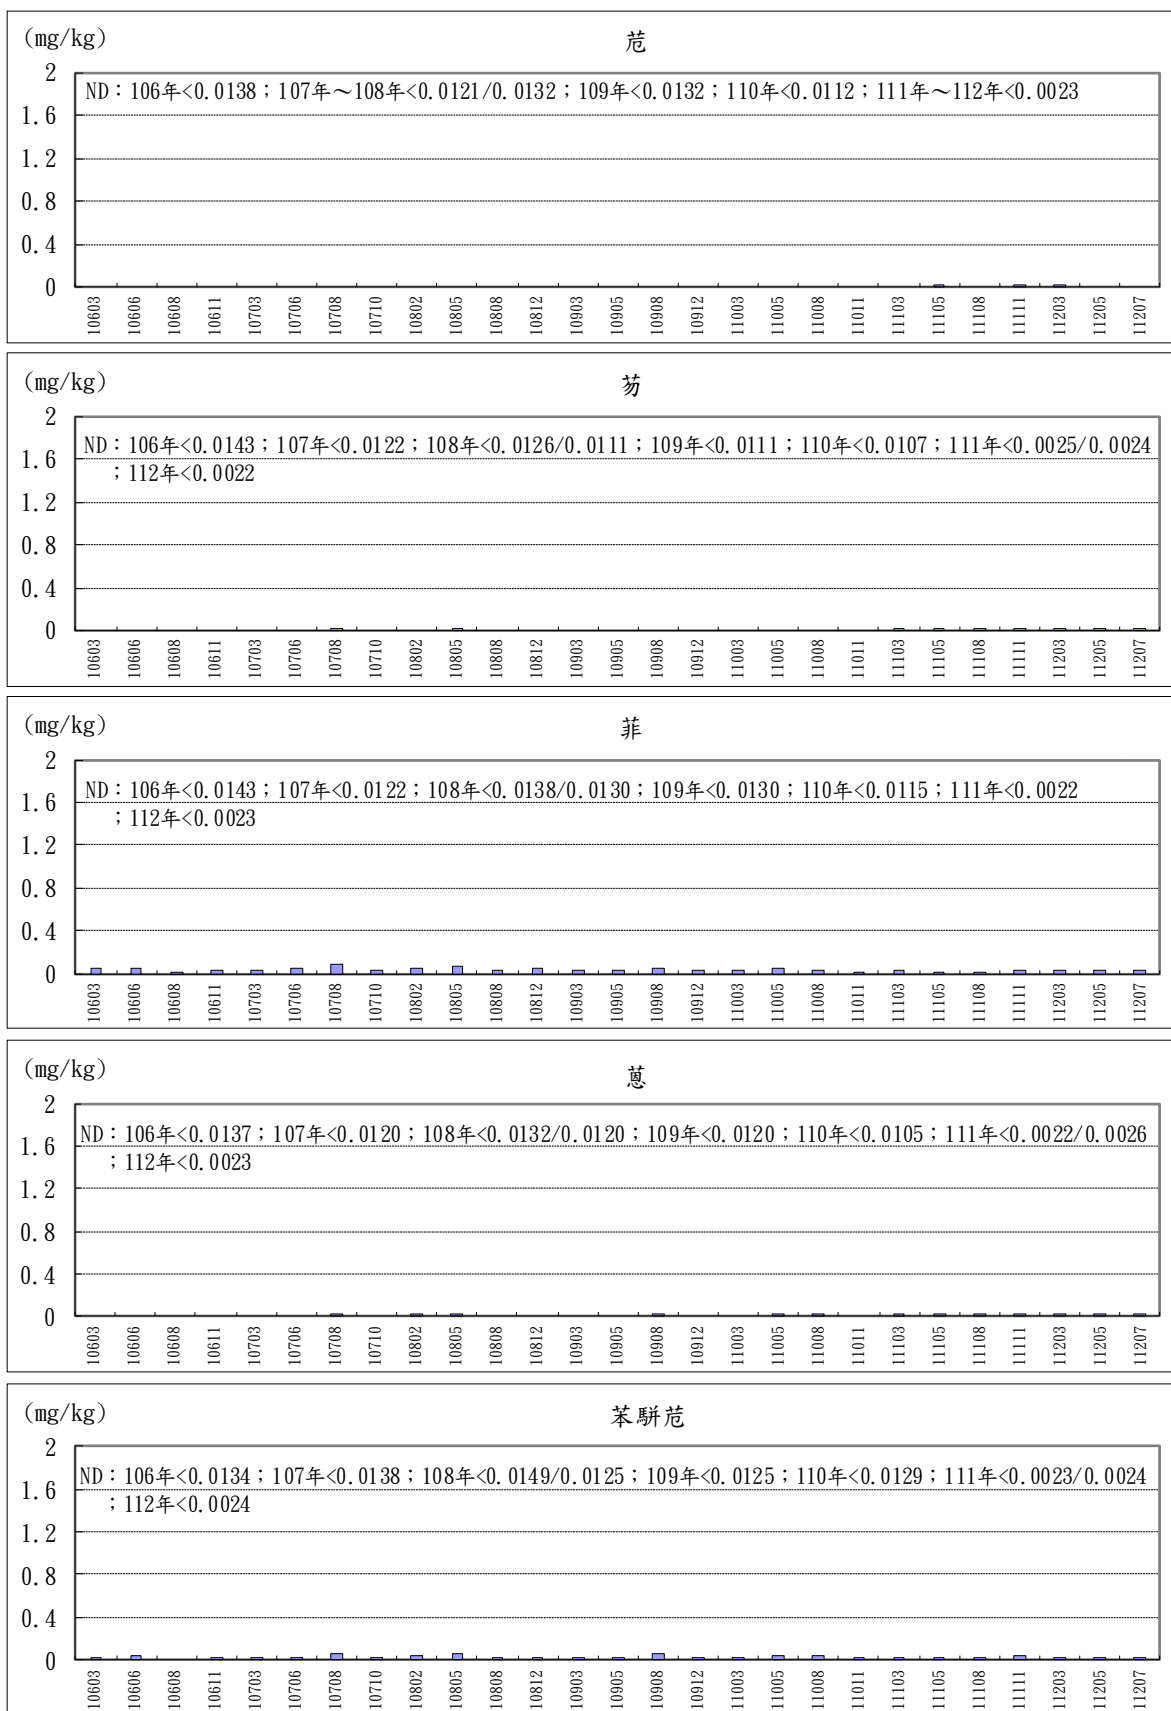 (mg/kg)
苊
2
ND：106年<0.0138；107年～108年<0.0121/0.0132；109年<0.0132；110年<0.0112；111年～112年<0.0023
1.6
1.2
0.8
0.4
0
10603 10606 10608 10611 10703 10706 10708 10710 10802 10805 10808 10812 10903 10905 10908 10912 11003 11005 11008 11011 11103 11105 11108 11111 11203 11205 11207
(mg/kg)
芴
2
ND：106年<0.0143；107年<0.0122；108年<0.0126/0.0111；109年<0.0111；110年<0.0107；111年<0.0025/0.0024
1.6
；112年<0.0022
1.2
0.8
0.4
0
10603 10606 10608 10611 10703 10706 10708 10710 10802 10805 10808 10812 10903 10905 10908 10912 11003 11005 11008 11011 11103 11105 11108 11111 11203 11205 11207
(mg/kg)
菲
2
ND：106年<0.0143；107年<0.0122；108年<0.0138/0.0130；109年<0.0130；110年<0.0115；111年<0.0022
1.6
；112年<0.0023
1.2
0.8
0.4
0
10603 10606 10608 10611 10703 10706 10708 10710 10802 10805 10808 10812 10903 10905 10908 10912 11003 11005 11008 11011 11103 11105 11108 11111 11203 11205 11207
(mg/kg)
蒽
2
ND：106年<0.0137；107年<0.0120；108年<0.0132/0.0120；109年<0.0120；110年<0.0105；111年<0.0022/0.0026
1.6
；112年<0.0023
1.2
0.8
0.4
0
10603 10606 10608 10611 10703 10706 10708 10710 10802 10805 10808 10812 10903 10905 10908 10912 11003 11005 11008 11011 11103 11105 11108 11111 11203 11205 11207
(mg/kg)
苯駢苊
2
ND：106年<0.0134；107年<0.0138；108年<0.0149/0.0125；109年<0.0125；110年<0.0129；111年<0.0023/0.0024
1.6
；112年<0.0024
1.2
0.8
0.4
0
10603 10606 10608 10611 10703 10706 10708 10710 10802 10805 10808 10812 10903 10905 10908 10912 11003 11005 11008 11011 11103 11105 11108 11111 11203 11205 11207